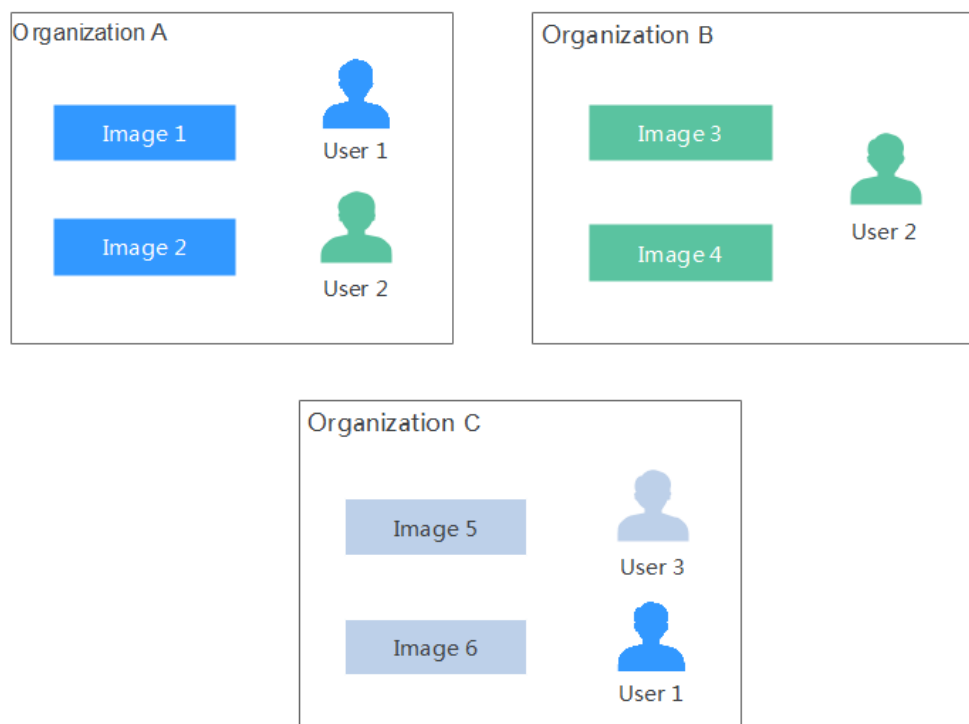 Organization A
Image 1
User 1
Image 2
User 2
Organization B
Image 3
Image 4
User 2
Organization C
Image 5
User 3
Image 6
User 1